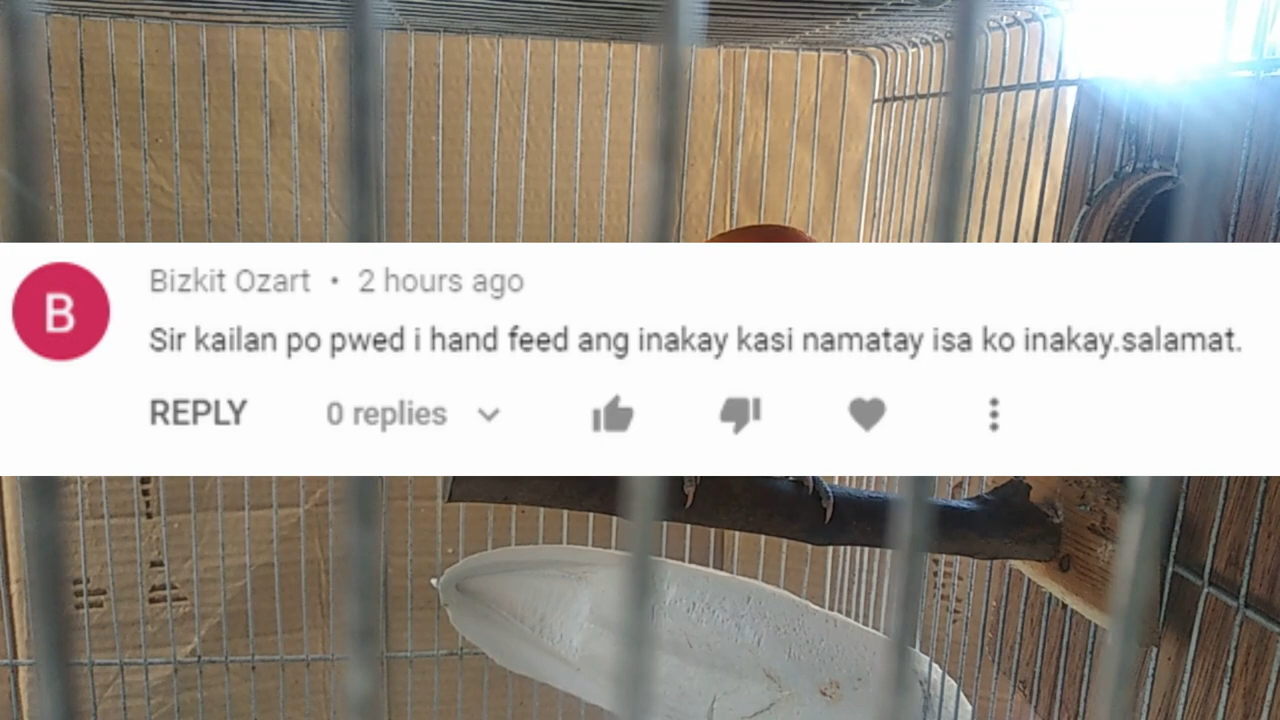 B
Bizkit Ozart • 2 hours ago
Sir kailan po pwed i hand feed ang inakay kasi namatay isa ko inakay.salamat.
REPLY 0 replies